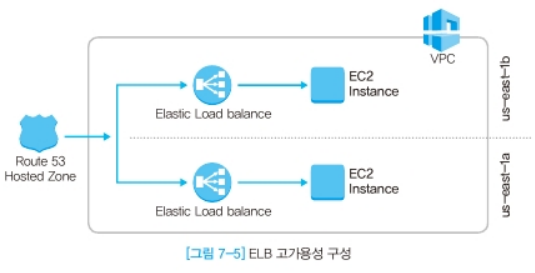 VPC
us-east-1b
EC2
Instance
Elastic Load balance
Route 53
Hosted Zone
EC2
Instance
Elastic Load balance
us-east-1a
[그림 7-5] ELB 고가용성 구성